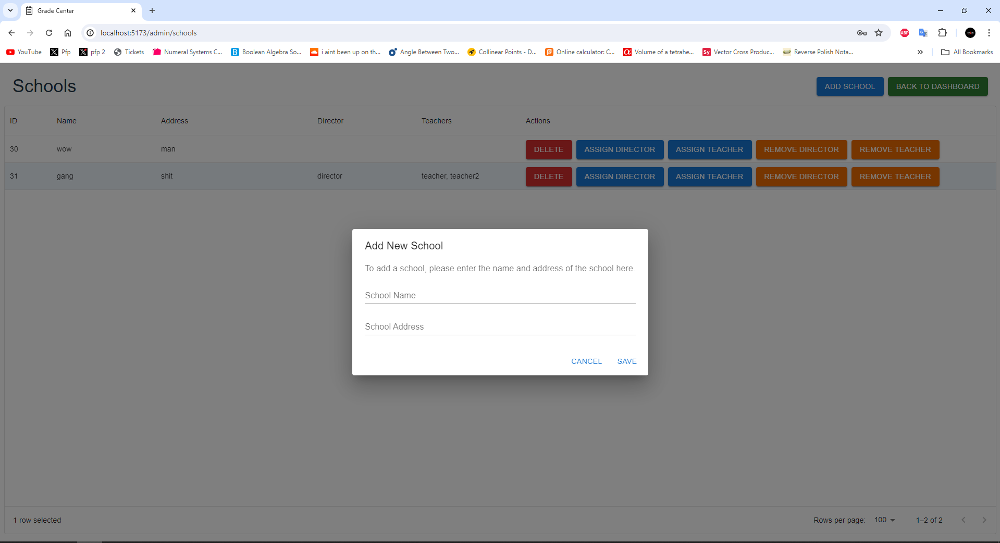 Grade Center
localhost:5173/admin/schools
ABP
YouTube Pfp pfp 2 Tickets Numeral Systems C... Boolean Algebra So... i aint been up on th... Angle Between Two... Collinear Points - D... Online calculator: C... Volume of a tetrahe... Sy Vector Cross Produc... Reverse Polish Nota... All Bookmarks
Schools ADD SCHOOL BACK TO DASHBOARD
ID Name Address Director Teachers Actions
30 wow man DELETE ASSIGN DIRECTOR ASSIGN TEACHER REMOVE DIRECTOR REMOVE TEACHER
31 gang shit director teacher, teacher2 DELETE ASSIGN DIRECTOR ASSIGN TEACHER REMOVE DIRECTOR REMOVE TEACHER
Add New School
To add a school, please enter the name and address of the school here.
School Name
School Address
CANCEL SAVE
1 row selected Rows per page: 100 1–2 of 2